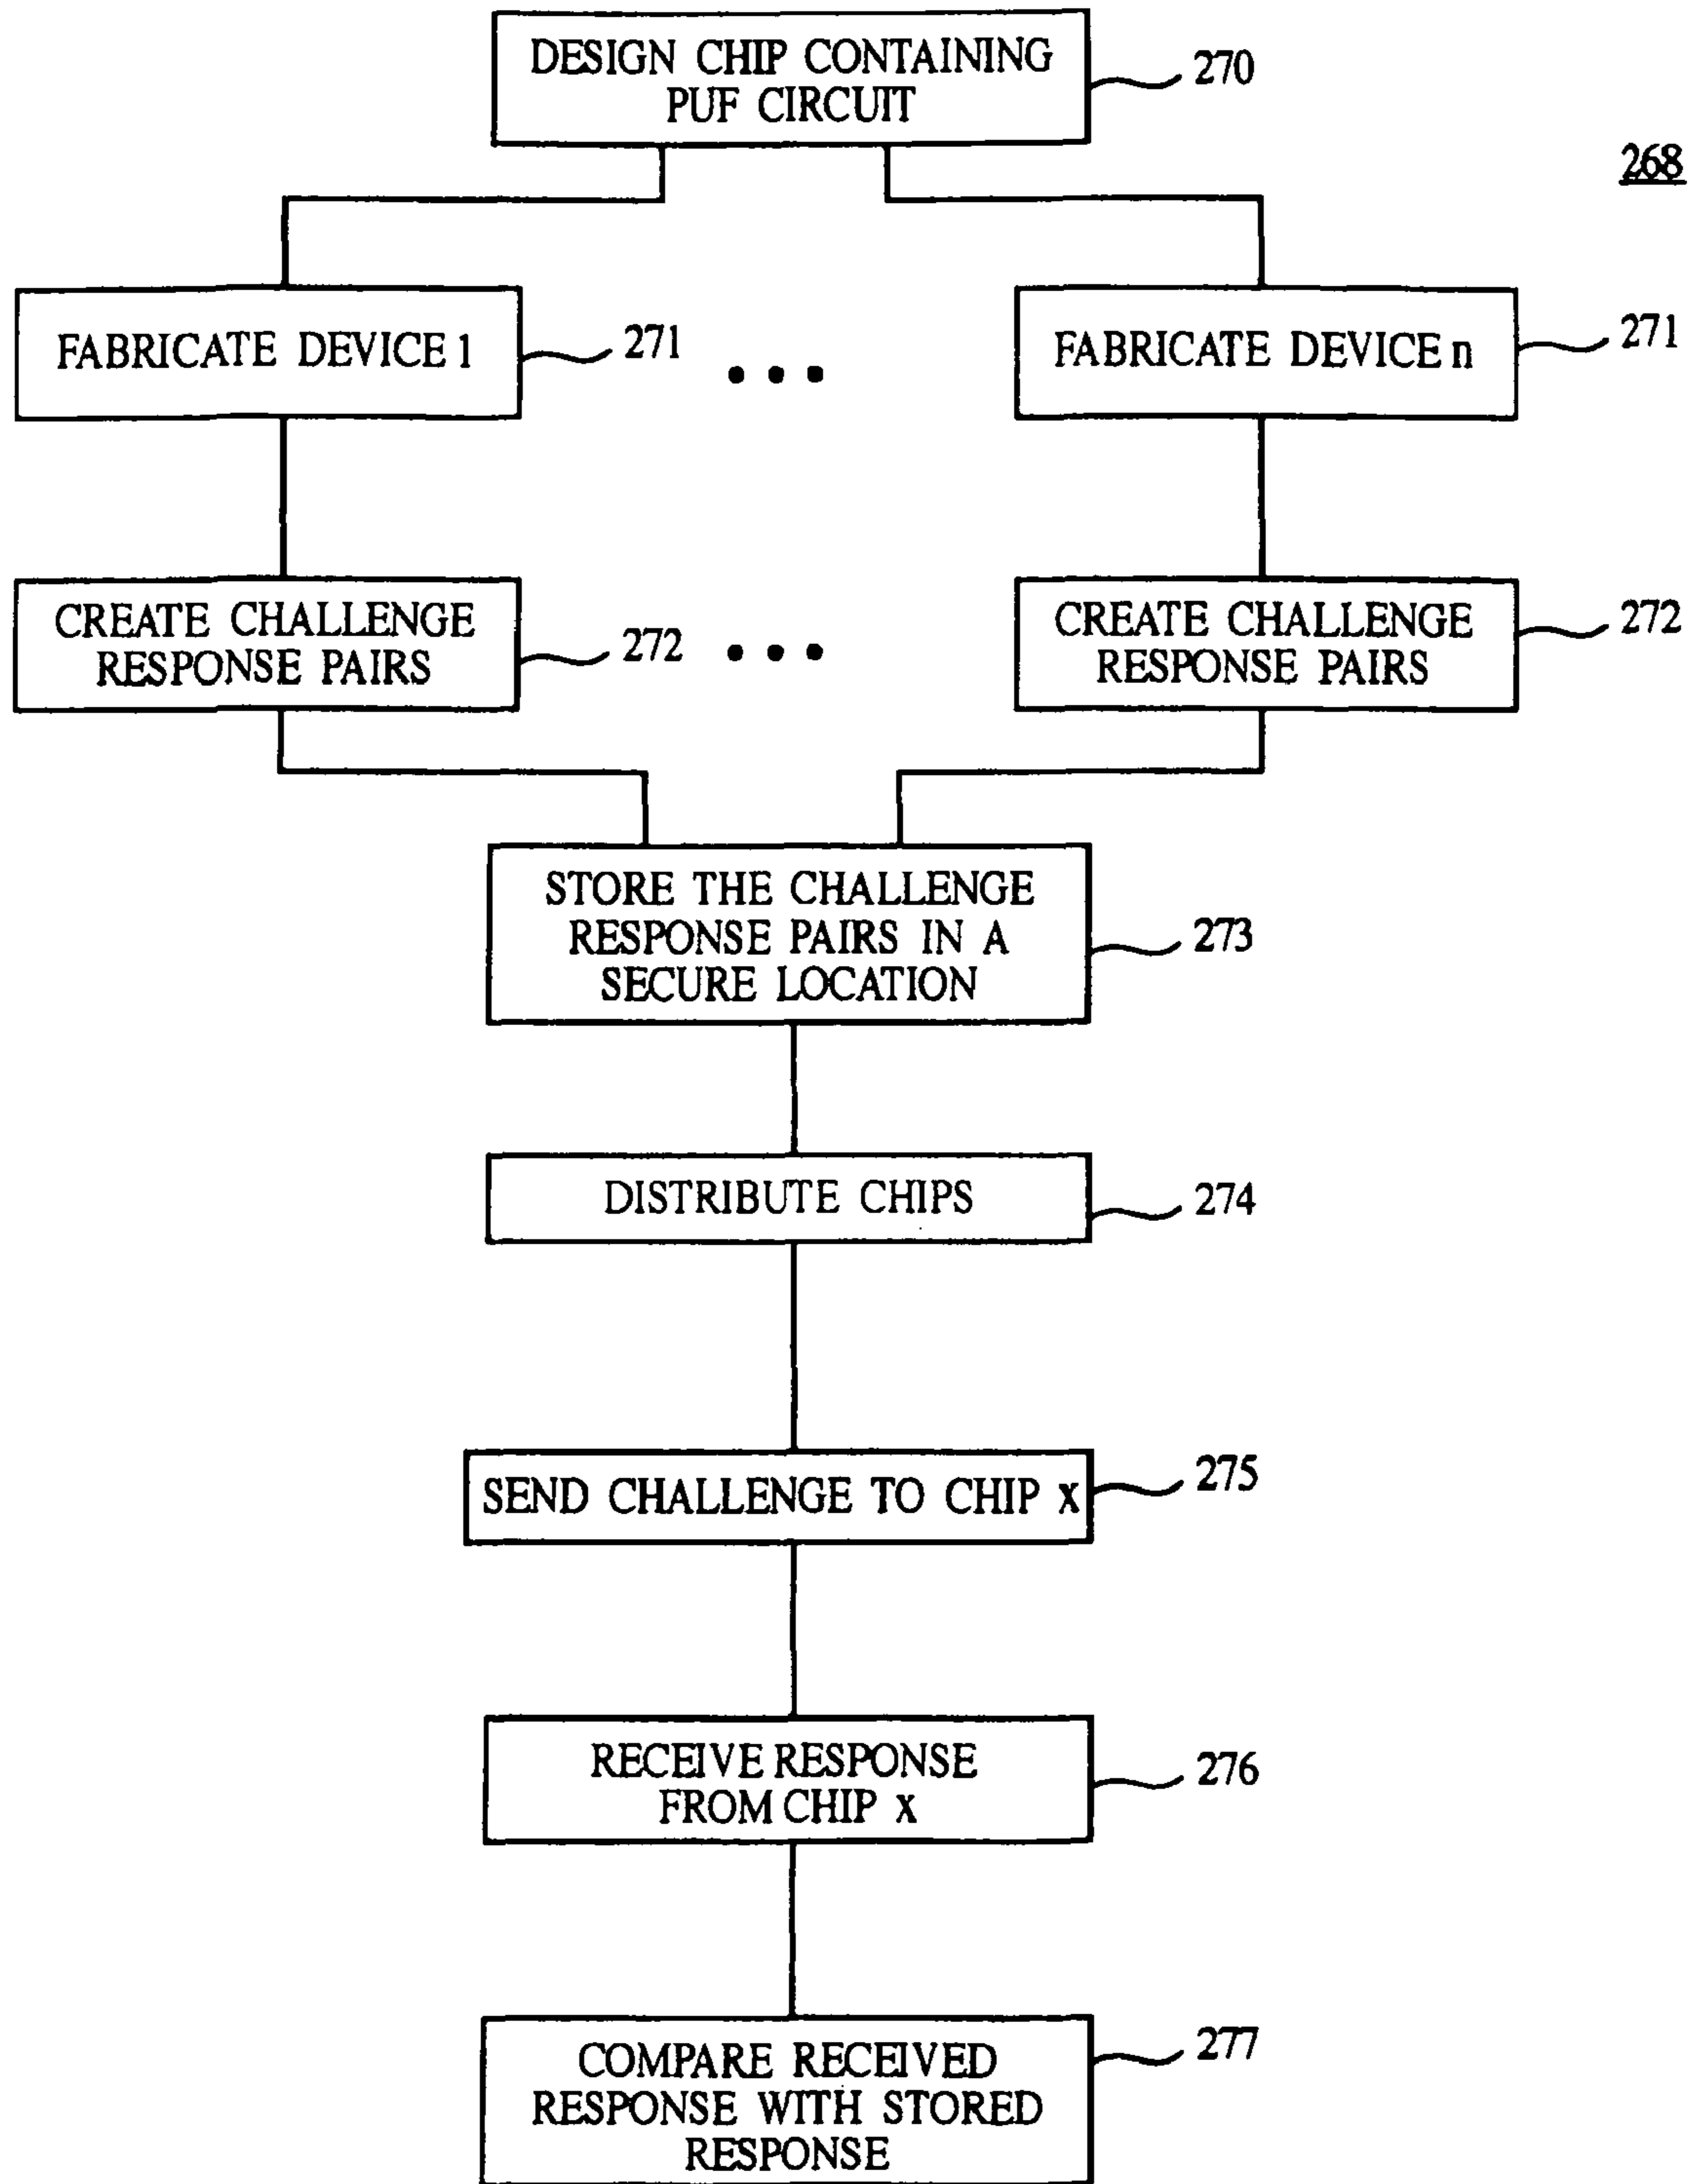 DESIGN CHIP CONTAINING
PUF CIRCUIT
270
268
FABRICATE DEVICE 1
271
FABRICATE DEVICE n
271
CREATE CHALLENGE
RESPONSE PAIRS
272
CREATE CHALLENGE
RESPONSE PAIRS
272
STORE THE CHALLENGE
RESPONSE PAIRS IN A
SECURE LOCATION
273
DISTRIBUTE CHIPS
274
SEND CHALLENGE TO CHIP X
275
RECEIVE RESPONSE
FROM CHIP X
276
COMPARE RECEIVED
RESPONSE WITH STORED
RESPONSE
277